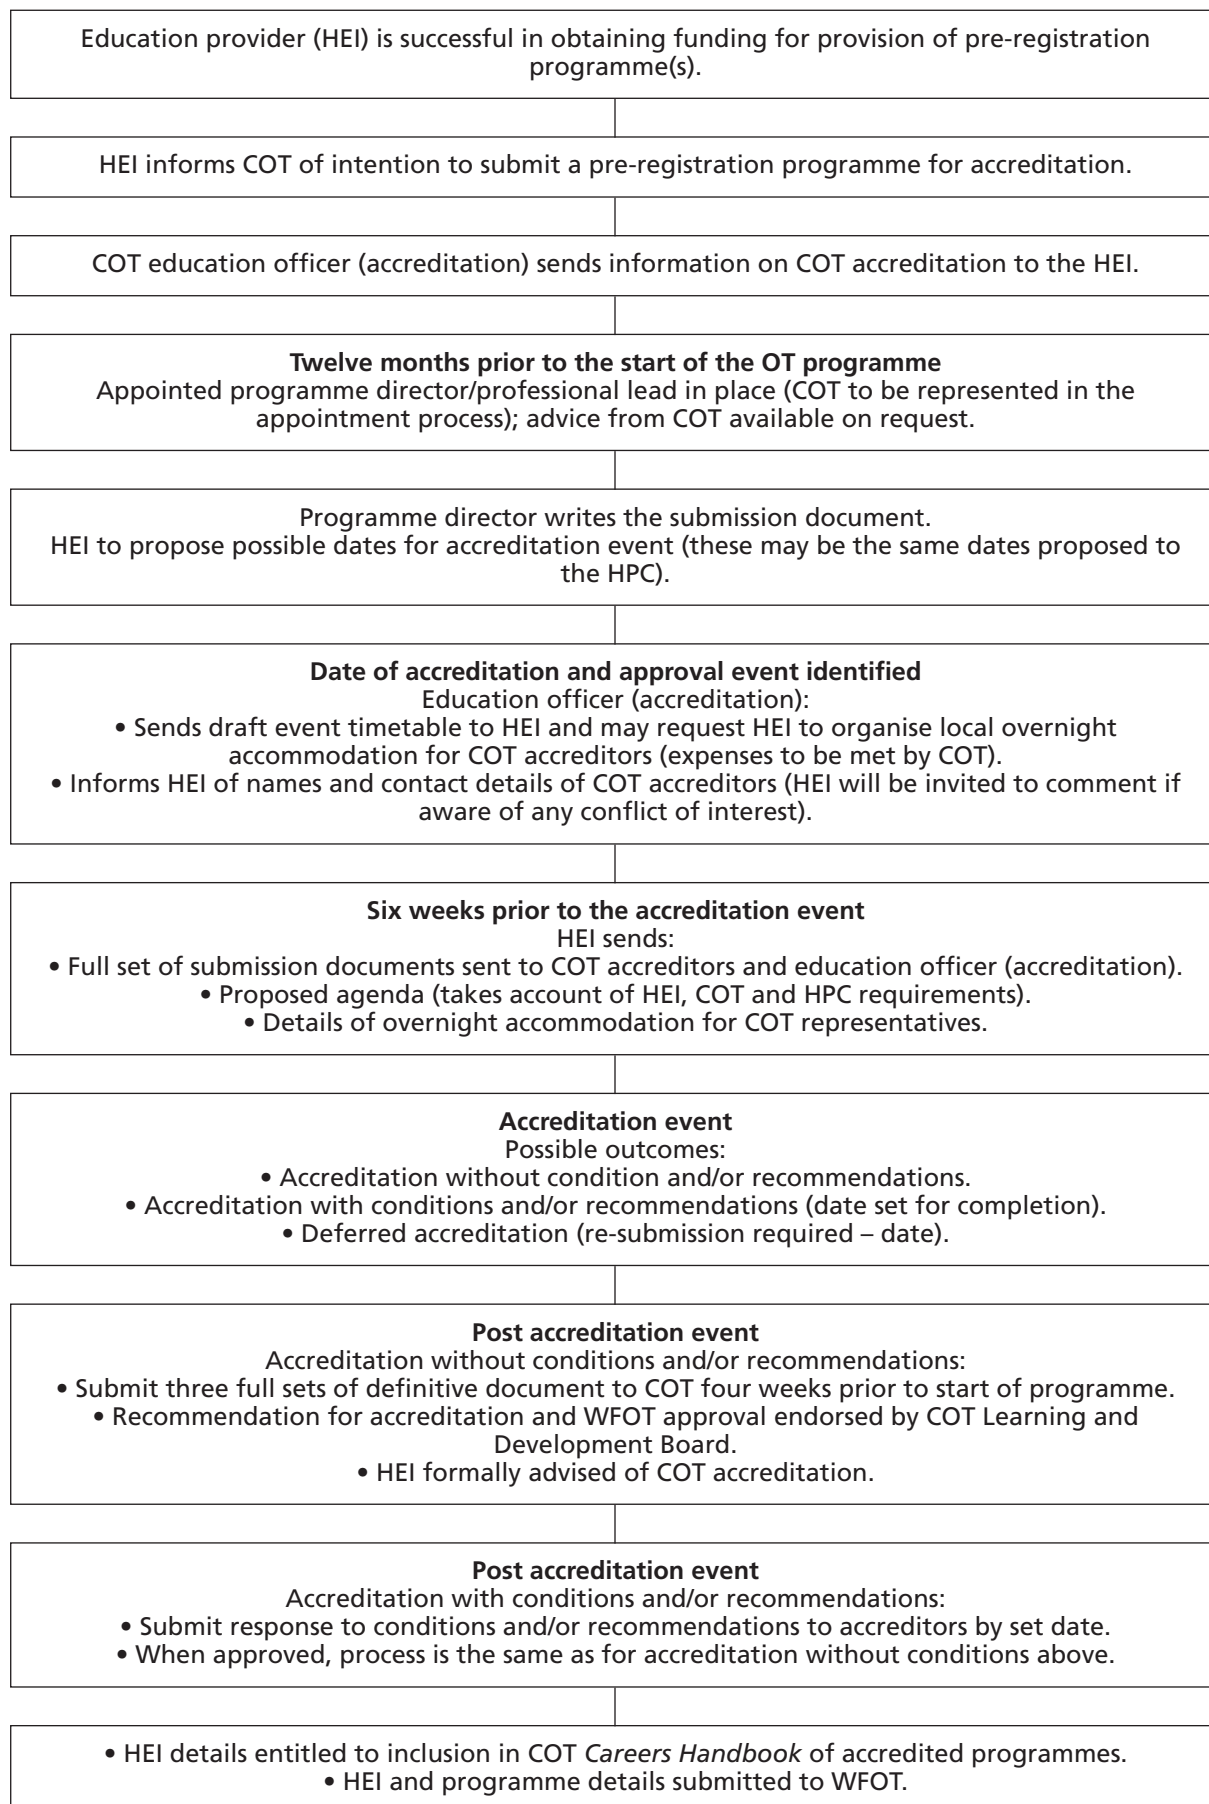 Education provider (HEI) is successful in obtaining funding for provision of pre-registration
programme(s).
HEI informs COT of intention to submit a pre-registration programme for accreditation.
COT education officer (accreditation) sends information on COT accreditation to the HEI.
Twelve months prior to the start of the OT programme
Appointed programme director/professional lead in place (COT to be represented in the
appointment process); advice from COT available on request.
Programme director writes the submission document.
HEI to propose possible dates for accreditation event (these may be the same dates proposed to
the HPC).
Date of accreditation and approval event identified
Education officer (accreditation):
• Sends draft event timetable to HEI and may request HEI to organise local overnight
accommodation for COT accreditors (expenses to be met by COT).
• Informs HEI of names and contact details of COT accreditors (HEI will be invited to comment if
aware of any conflict of interest).
Six weeks prior to the accreditation event
HEI sends:
• Full set of submission documents sent to COT accreditors and education officer (accreditation).
• Proposed agenda (takes account of HEI, COT and HPC requirements).
• Details of overnight accommodation for COT representatives.
Accreditation event
Possible outcomes:
• Accreditation without condition and/or recommendations.
• Accreditation with conditions and/or recommendations (date set for completion).
• Deferred accreditation (re-submission required – date).
Post accreditation event
Accreditation without conditions and/or recommendations:
• Submit three full sets of definitive document to COT four weeks prior to start of programme.
• Recommendation for accreditation and WFOT approval endorsed by COT Learning and
Development Board.
• HEI formally advised of COT accreditation.
Post accreditation event
Accreditation with conditions and/or recommendations:
• Submit response to conditions and/or recommendations to accreditors by set date.
• When approved, process is the same as for accreditation without conditions above.
• HEI details entitled to inclusion in COT Careers Handbook of accredited programmes.
• HEI and programme details submitted to WFOT.